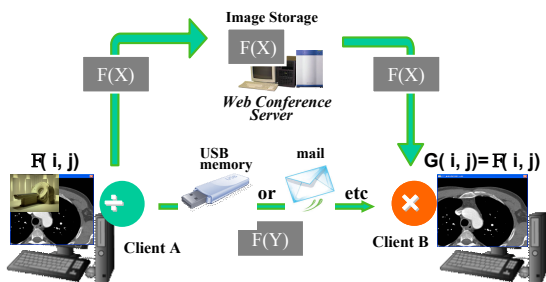 Image Storage
F(X)
F(X)
F(X)
Web Conference
Server
F( i, j)
USB
memory
mail
G( i, j)= F( i, j)
÷
or
etc
×
Client A
F(Y)
Client B